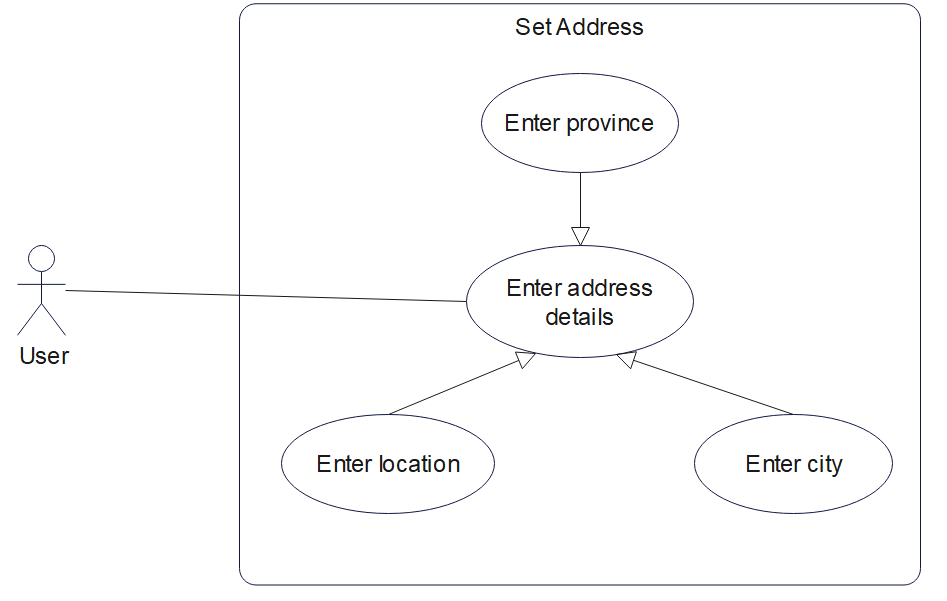 Set Address
Enter province
Enter address
details
User
Enter location
Enter city